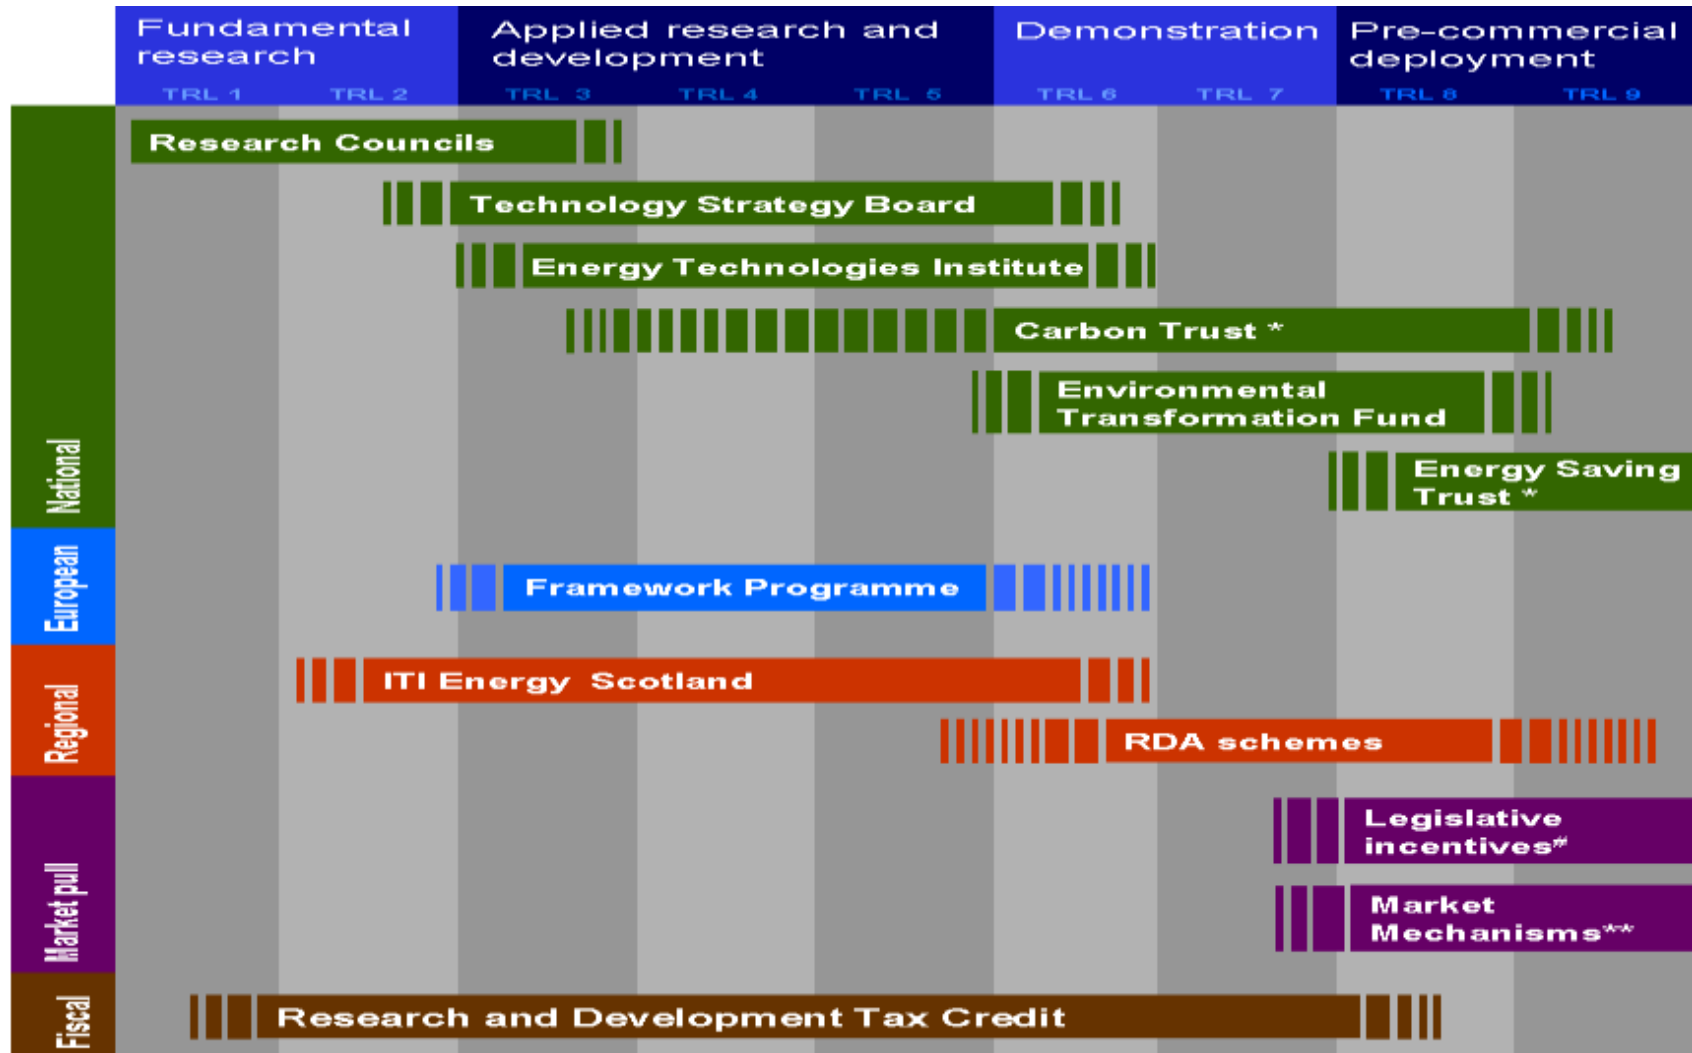 Fundamental
research
Applied research and
development
Demonstration
Pre-commercial
deployment
TRL 1
TRL 2
TRL 3
TRL 4
TRL 5
TRL 6
TRL 7
TRL 8
TRL 9
National
Research Councils
Technology Strategy Board
Energy Technologies Institute
Carbon Trust *
Environmental
Transformation Fund
Energy Saving
Trust *
European
Framework Programme
Regional
ITI Energy Scotland
RDA schemes
Market pull
Legislative
incentives#
Market
Mechanisms**
Fiscal
Research and Development Tax Credit